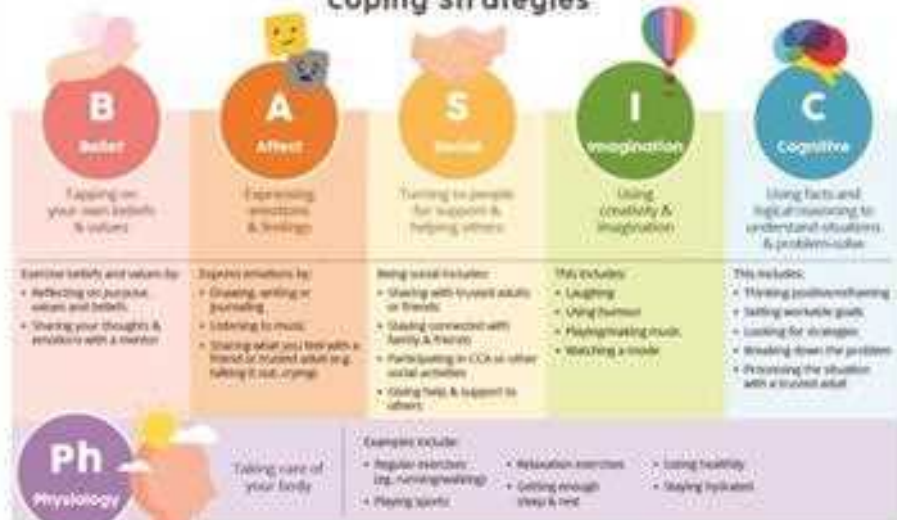 Coping Strategies
B
Belief
Tapping on
your own beliefs
& values
Exercise beliefs and values by:
• Reflecting on purpose,
values and beliefs
• Sharing your thoughts &
emotions with a mentor
A
Affect
Expressing
emotions
& feelings
Express emotions by:
• Drawing, writing or
journaling
• Listening to music
• Sharing what you feel with a
friend or trusted adult (e.g.
talking it out, crying)
S
Social
Turning to people
for support &
helping others
Being social includes:
• Sharing with trusted adults
or friends
• Staying connected with
family & friends
• Participating in CCA or other
social activities
• Giving help & support to
others
I
Imagination
Using
creativity &
imagination
This includes:
• Laughing
• Using humour
• Playing/making music
• Watching a movie
C
Cognitive
Using facts and
logical reasoning to
understand situations
& problem-solve
This includes:
• Thinking positive/reframing
• Setting workable goals
• Looking for strategies
• Breaking down the problem
• Processing the situation
with a trusted adult
Ph
Physiology
Taking care of
your body
Examples include:
• Regular exercises
(eg. running/walking)
• Playing sports
• Relaxation exercises
• Getting enough
sleep & rest
• Eating healthily
• Staying hydrated